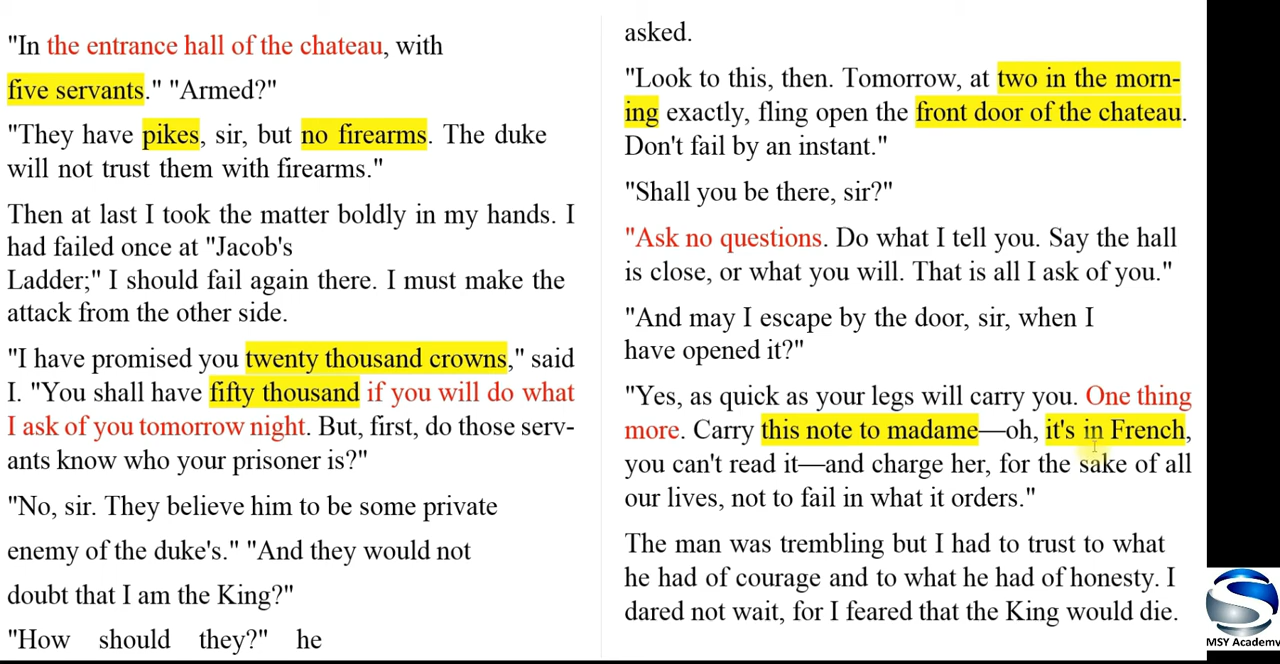 "In the entrance hall of the chateau, with
five servants." "Armed?"
"They have pikes, sir, but no firearms. The duke
will not trust them with firearms."
Then at last I took the matter boldly in my hands. I
had failed once at "Jacob's
Ladder;" I should fail again there. I must make the
attack from the other side.
"I have promised you twenty thousand crowns," said
I. "You shall have fifty thousand if you will do what
I ask of you tomorrow night. But, first, do those serv-
ants know who your prisoner is?"
"No, sir. They believe him to be some private
enemy of the duke's." "And they would not
doubt that I am the King?"
"How should they?" he
asked.
"Look to this, then. Tomorrow, at two in the morn-
ing exactly, fling open the front door of the chateau.
Don't fail by an instant."
"Shall you be there, sir?"
"Ask no questions. Do what I tell you. Say the hall
is close, or what you will. That is all I ask of you."
"And may I escape by the door, sir, when I
have opened it?"
"Yes, as quick as your legs will carry you. One thing
more. Carry this note to madame—oh, it's in French,
you can't read it—and charge her, for the sake of all
our lives, not to fail in what it orders."
The man was trembling but I had to trust to what
he had of courage and to what he had of honesty. I
dared not wait, for I feared that the King would die.
MSY Academy